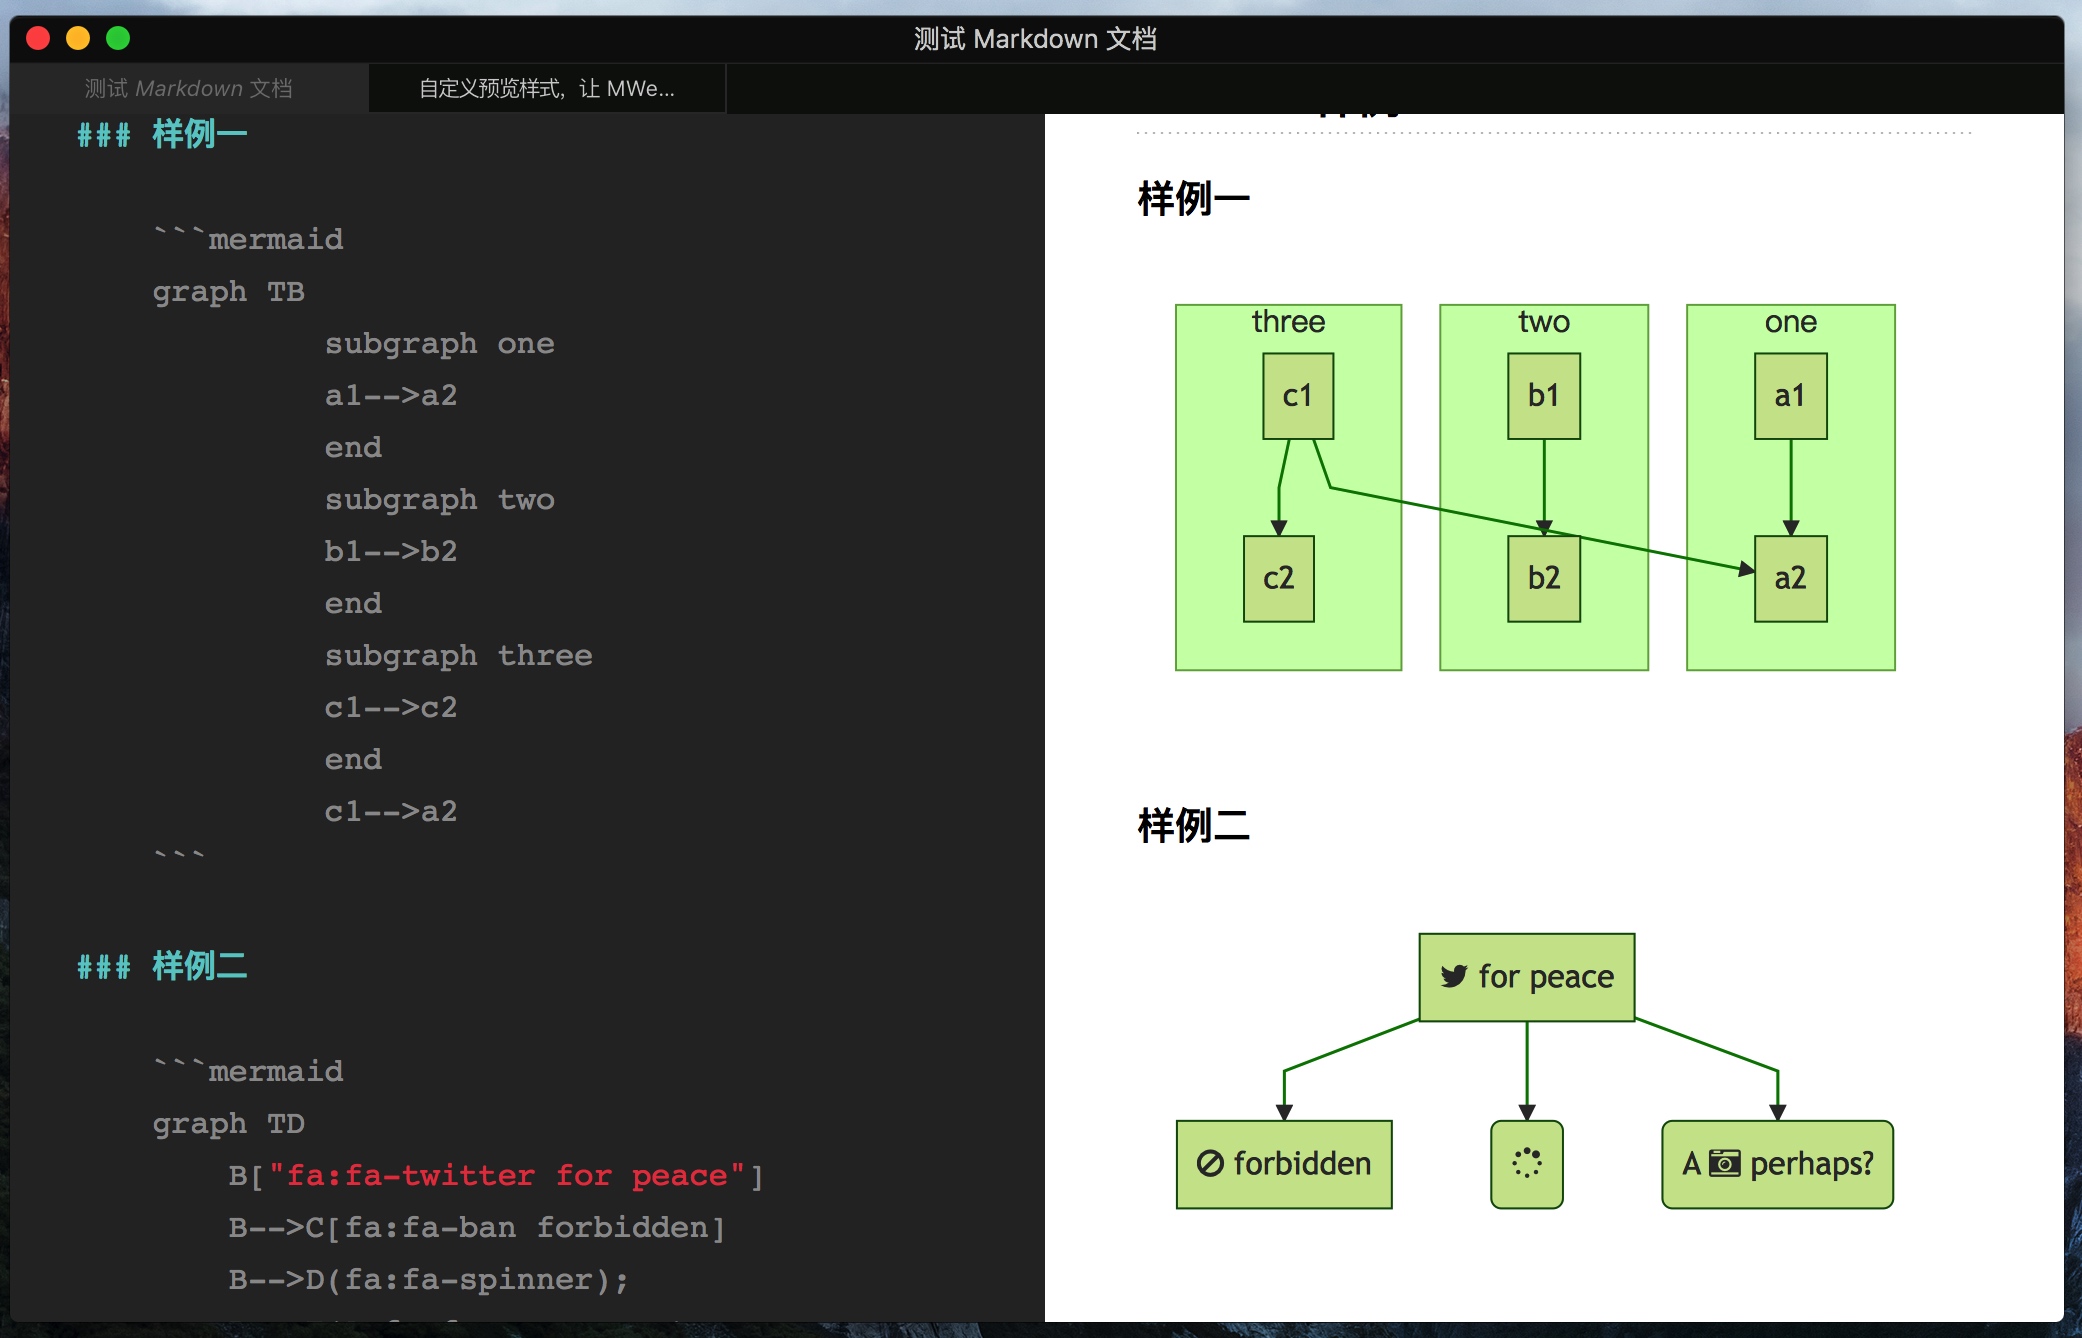 测试 Markdown 文档
测试 Markdown 文档
自定义预览样式，让 MWe...
### 样例一
```mermaid
graph TB
subgraph one
a1-->a2
end
subgraph two
b1-->b2
end
subgraph three
c1-->c2
end
c1-->a2
```
### 样例二
```mermaid
graph TD
B["fa:fa-twitter for peace"]
B-->C[fa:fa-ban forbidden]
B-->D(fa:fa-spinner);
样例一
three
two
one
c1
b1
a1
c2
b2
a2
样例二
for peace
forbidden
A perhaps?